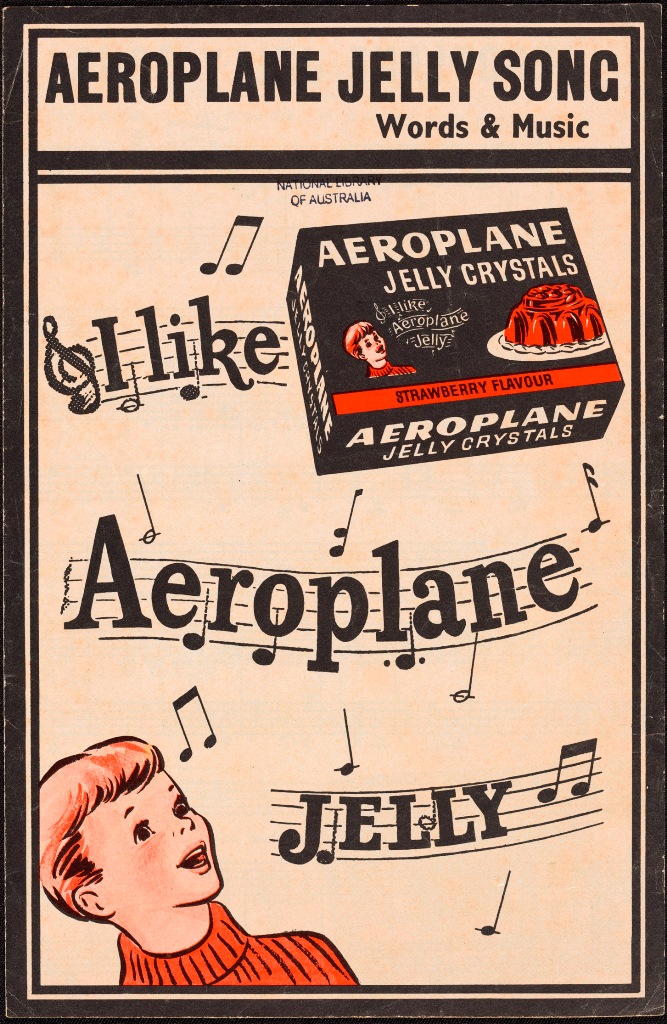 AEROPLANE JELLY SONG
Words & Music
NATIONAL LIBRARY
OF AUSTRALIA
AEROPLANE
JELLY CRYSTALS
AEROPLANE
JELLY CRYSTALS
I like
Aeroplane
Jelly
STRAWBERRY FLAVOUR
AEROPLANE
JELLY CRYSTALS
I like
Aeroplane
JELLY